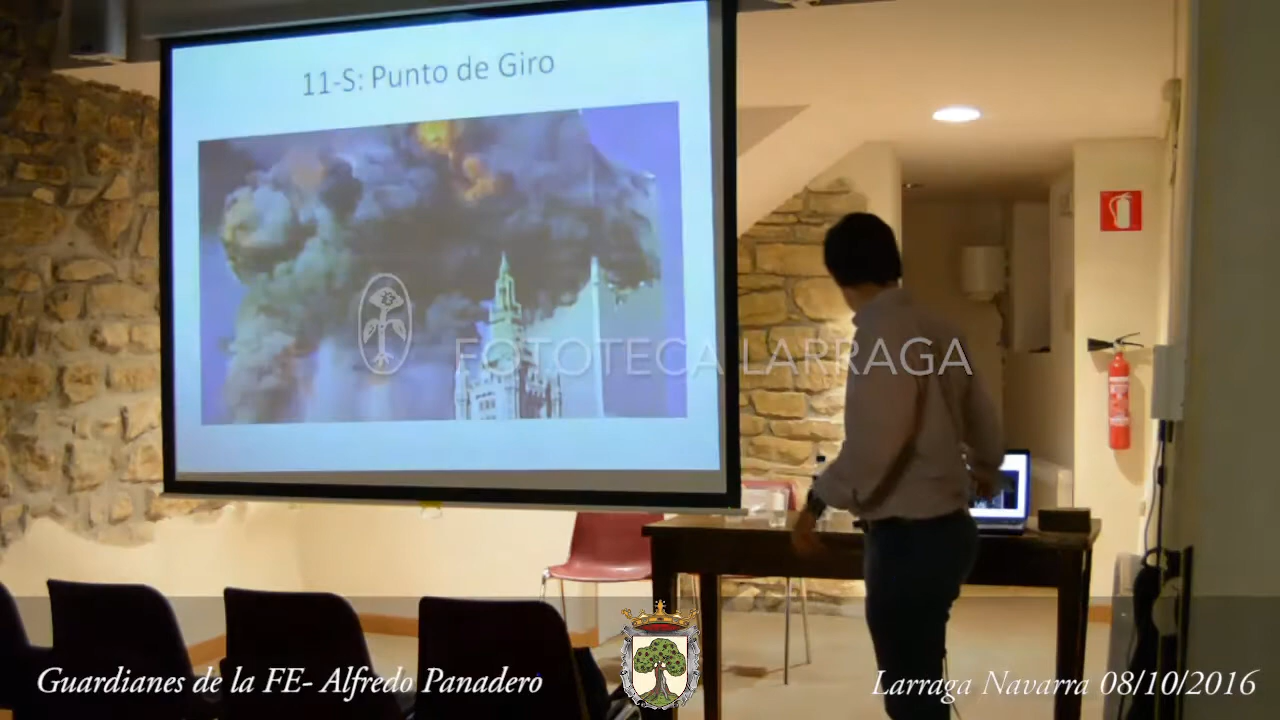 11-S: Punto de Giro
FOTOTECA LARRAGA
Guardianes de la FE- Alfredo Panadero
Larraga Navarra 08/10/2016